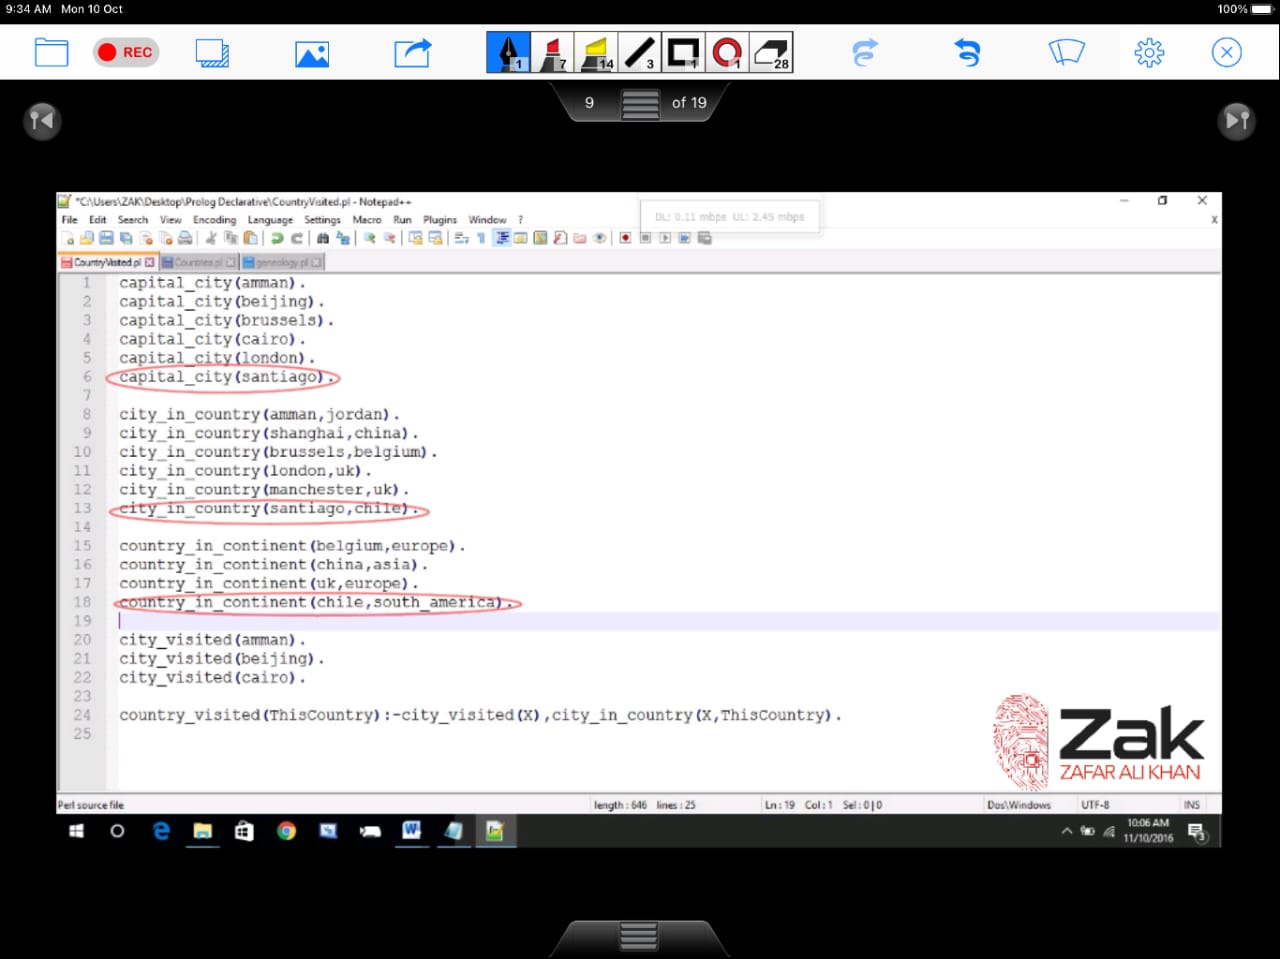 9:34 AM Mon 10 Oct
100%
REC
1
7
14
3
1
1
28
9 of 19
*C:\Users\ZAK\Desktop\Prolog Declarative\CountryVisited.pl - Notepad++
File Edit Search View Encoding Language Settings Macro Run Plugins Window ?
X
DL: 0.11 mbps UL: 2.45 mbps
CountryVisited.pl Countries.pl geneology.pl
1 capital_city(amman).
2 capital_city(beijing).
3 capital_city(brussels).
4 capital_city(cairo).
5 capital_city(london).
6 capital_city(santiago).
7
8 city_in_country(amman,jordan).
9 city_in_country(shanghai,china).
10 city_in_country(brussels,belgium).
11 city_in_country(london,uk).
12 city_in_country(manchester,uk).
13 city_in_country(santiago,chile).
14
15 country_in_continent(belgium,europe).
16 country_in_continent(china,asia).
17 country_in_continent(uk,europe).
18 country_in_continent(chile,south_america).
19
20 city_visited(amman).
21 city_visited(beijing).
22 city_visited(cairo).
23
24 country_visited(ThisCountry):-city_visited(X),city_in_country(X,ThisCountry).
25
Zak
ZAFAR ALI KHAN
Perl source file length : 646 lines : 25 Ln : 19 Col : 1 Sel : 0 | 0 Dos\Windows UTF-8 INS
10:06 AM
11/10/2016
3